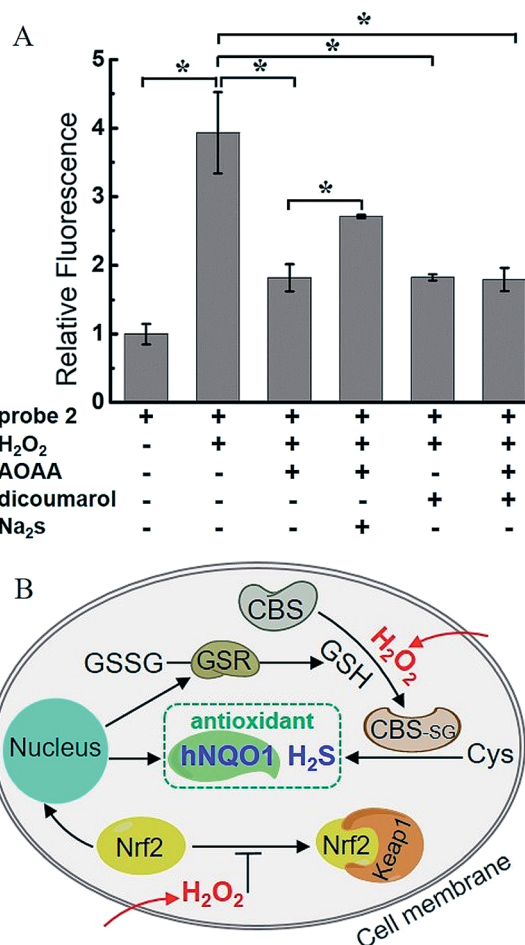 A
*
*
*
*
*
Relative Fluorescence
5
4
3
2
1
0
probe 2 + + + + + +
H₂O₂ - + + + + +
AOAA - - + + - +
dicoumarol - - - - + +
Na₂s - - - + - -
B
CBS
H₂O₂
GSSG GSR GSH
CBS-SG
antioxidant
Nucleus hNQO1 H₂S Cys
Nrf2 Nrf2 Keap1
H₂O₂
Cell membrane